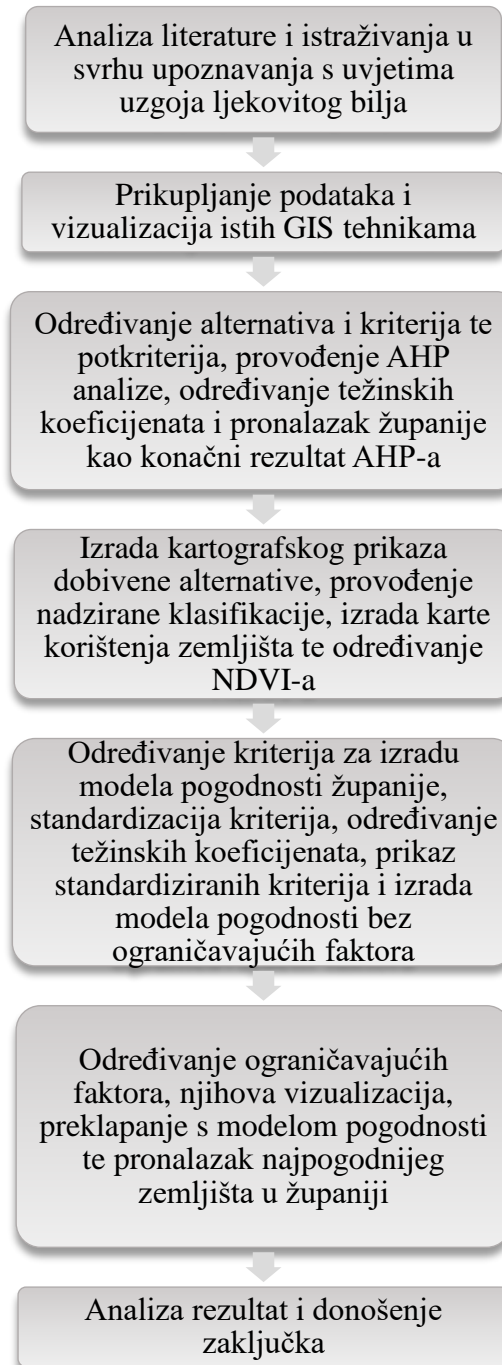 Analiza literature i istraživanja u
svrhu upoznavanja s uvjetima
uzgoja ljekovitog bilja
Prikupljanje podataka i
vizualizacija istih GIS tehnikama
Određivanje alternativa i kriterija te
potkriterija, provođenje AHP
analize, određivanje težinskih
koeficijenata i pronalazak županije
kao konačni rezultat AHP-a
Izrada kartografskog prikaza
dobivene alternative, provođenje
nadzirane klasifikacije, izrada karte
korištenja zemljišta te određivanje
NDVI-a
Određivanje kriterija za izradu
modela pogodnosti županije,
standardizacija kriterija, određivanje
težinskih koeficijenata, prikaz
standardiziranih kriterija i izrada
modela pogodnosti bez
ograničavajućih faktora
Određivanje ograničavajućih
faktora, njihova vizualizacija,
preklapanje s modelom pogodnosti
te pronalazak najpogodnijeg
zemljišta u županiji
Analiza rezultat i donošenje
zaključka